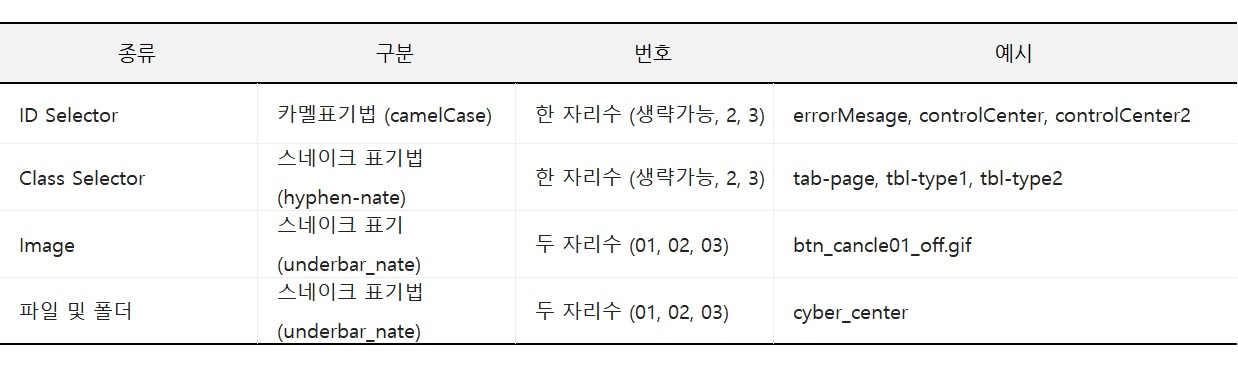 종류 구분 번호 예시
ID Selector 카멜표기법 (camelCase) 한 자리수 (생략가능, 2, 3) errorMesage, controlCenter, controlCenter2
Class Selector 스네이크 표기법 한 자리수 (생략가능, 2, 3) tab-page, tbl-type1, tbl-type2
(hyphen-nate)
Image 스네이크 표기 두 자리수 (01, 02, 03) btn_cancle01_off.gif
(underbar_nate)
파일 및 폴더 스네이크 표기법 두 자리수 (01, 02, 03) cyber_center
(underbar_nate)